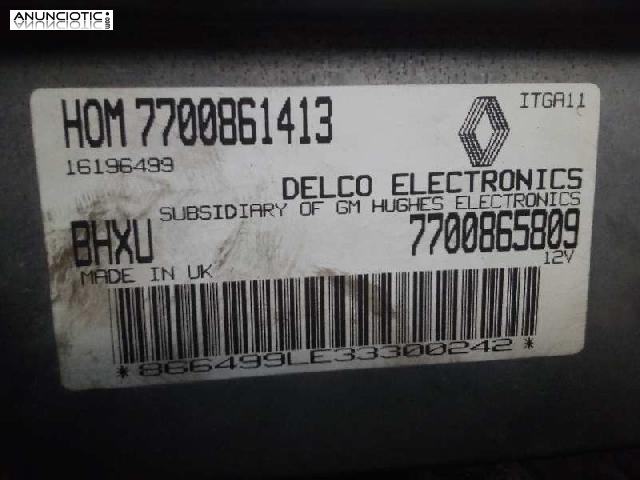 ANUNCIOTIC.com
HOM 7700861413
ITGA11
16196499
DELCO ELECTRONICS
SUBSIDIARY OF GM HUGHES ELECTRONICS
BHXU 7700865809
MADE IN UK 12V
*866499LE33300242*